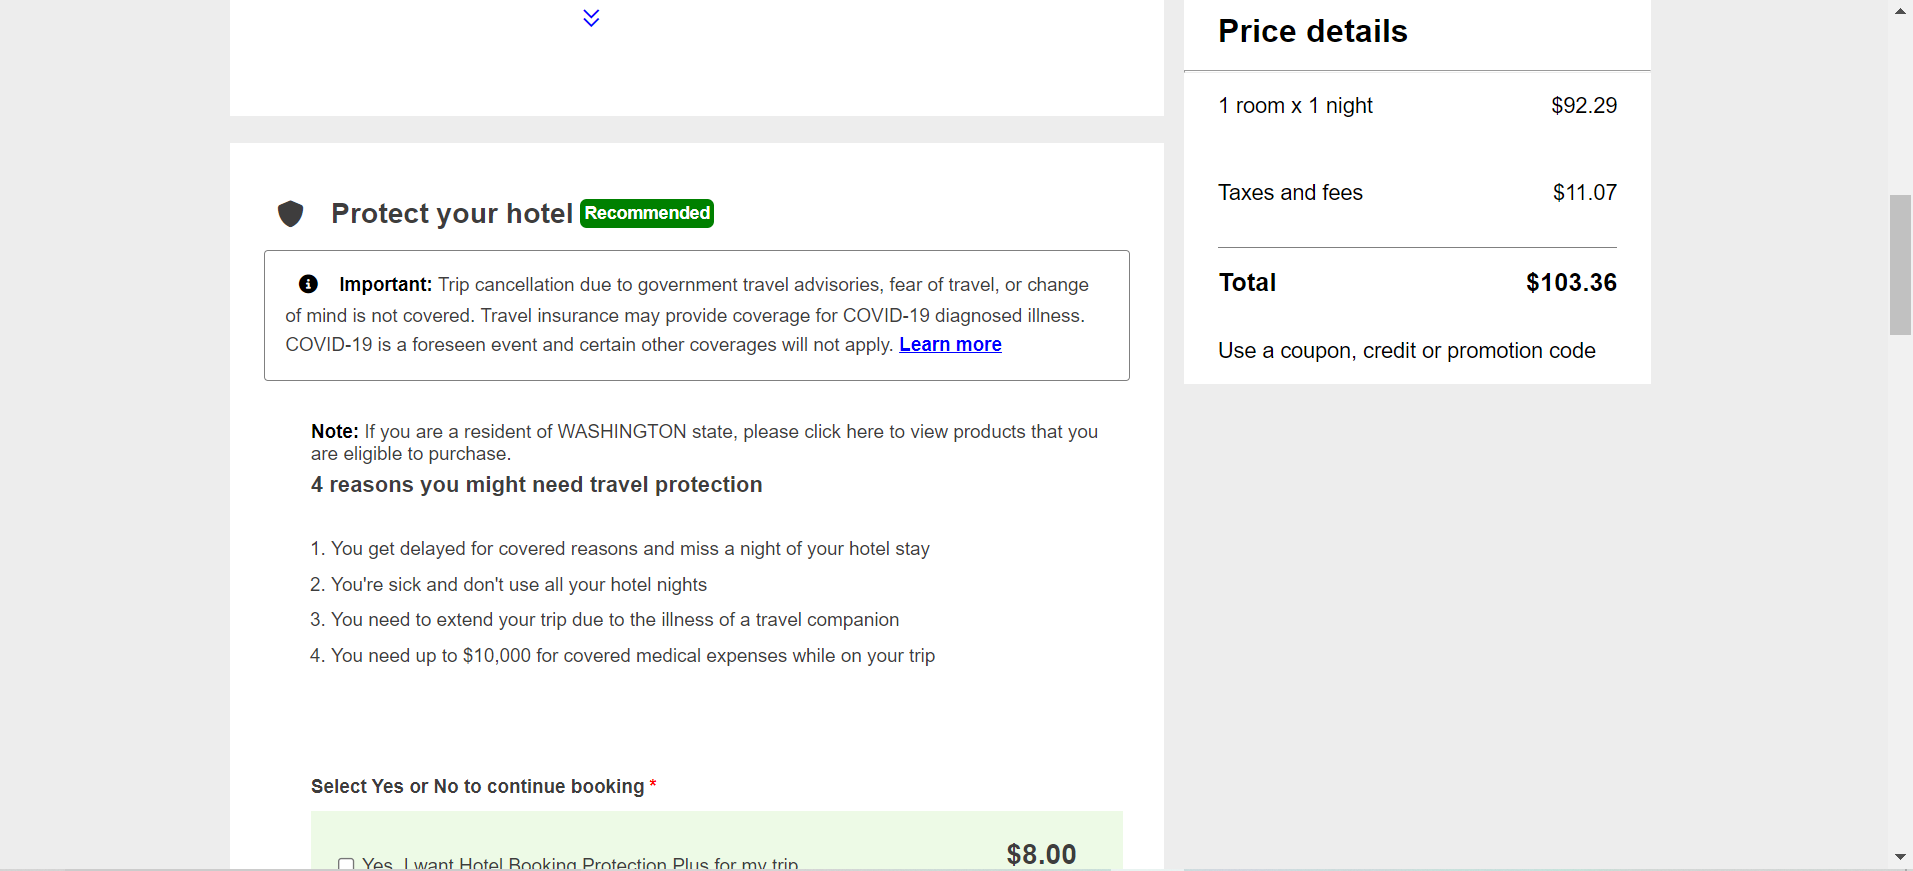 Price details
1 room x 1 night $92.29
Taxes and fees $11.07
Total $103.36
Use a coupon, credit or promotion code
Protect your hotel Recommended
Important: Trip cancellation due to government travel advisories, fear of travel, or change
of mind is not covered. Travel insurance may provide coverage for COVID-19 diagnosed illness.
COVID-19 is a foreseen event and certain other coverages will not apply. Learn more
Note: If you are a resident of WASHINGTON state, please click here to view products that you
are eligible to purchase.
4 reasons you might need travel protection
1. You get delayed for covered reasons and miss a night of your hotel stay
2. You're sick and don't use all your hotel nights
3. You need to extend your trip due to the illness of a travel companion
4. You need up to $10,000 for covered medical expenses while on your trip
Select Yes or No to continue booking *
Yes, I want Hotel Booking Protection Plus for my trip $8.00